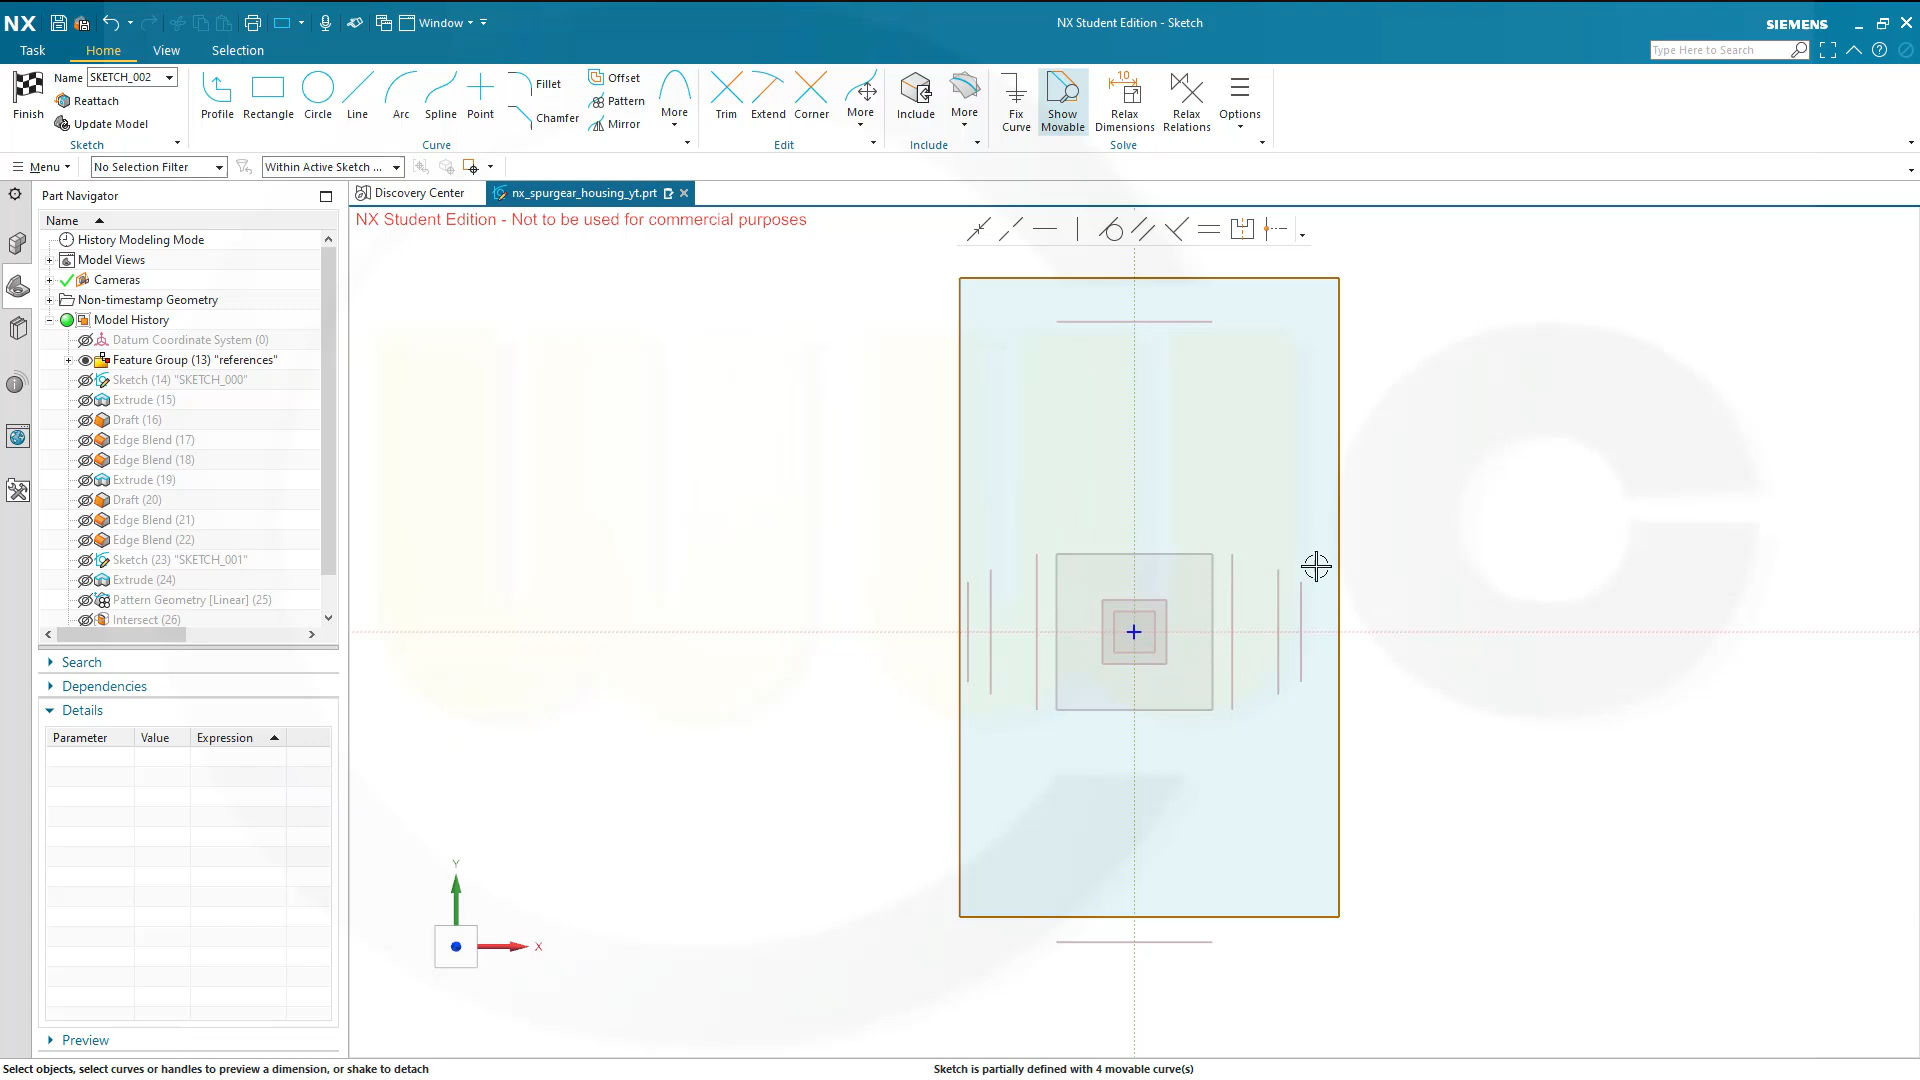 NX
Window
NX Student Edition - Sketch
SIEMENS
Task
Home
View
Selection
Type Here to Search
Finish
Name
SKETCH_002
Reattach
Update Model
Sketch
Profile
Rectangle
Circle
Line
Arc
Spline
Point
Fillet
Chamfer
Offset
Pattern
Mirror
More
Curve
Trim
Extend
Corner
More
Edit
Include
More
Include
Fix
Curve
Show
Movable
1,0
Relax
Dimensions
Relax
Relations
Options
Solve
Menu
No Selection Filter
Within Active Sketch ...
Part Navigator
Discovery Center
nx_spurgear_housing_yt.prt
Name
NX Student Edition - Not to be used for commercial purposes
History Modeling Mode
Model Views
Cameras
Non-timestamp Geometry
Model History
Datum Coordinate System (0)
Feature Group (13) "references"
Sketch (14) "SKETCH_000"
Extrude (15)
Draft (16)
Edge Blend (17)
Edge Blend (18)
Extrude (19)
Draft (20)
Edge Blend (21)
Edge Blend (22)
Sketch (23) "SKETCH_001"
Extrude (24)
Pattern Geometry [Linear] (25)
Intersect (26)
Search
Dependencies
Details
Parameter
Value
Expression
Preview
Y
X
Select objects, select curves or handles to preview a dimension, or shake to detach
Sketch is partially defined with 4 movable curve(s)